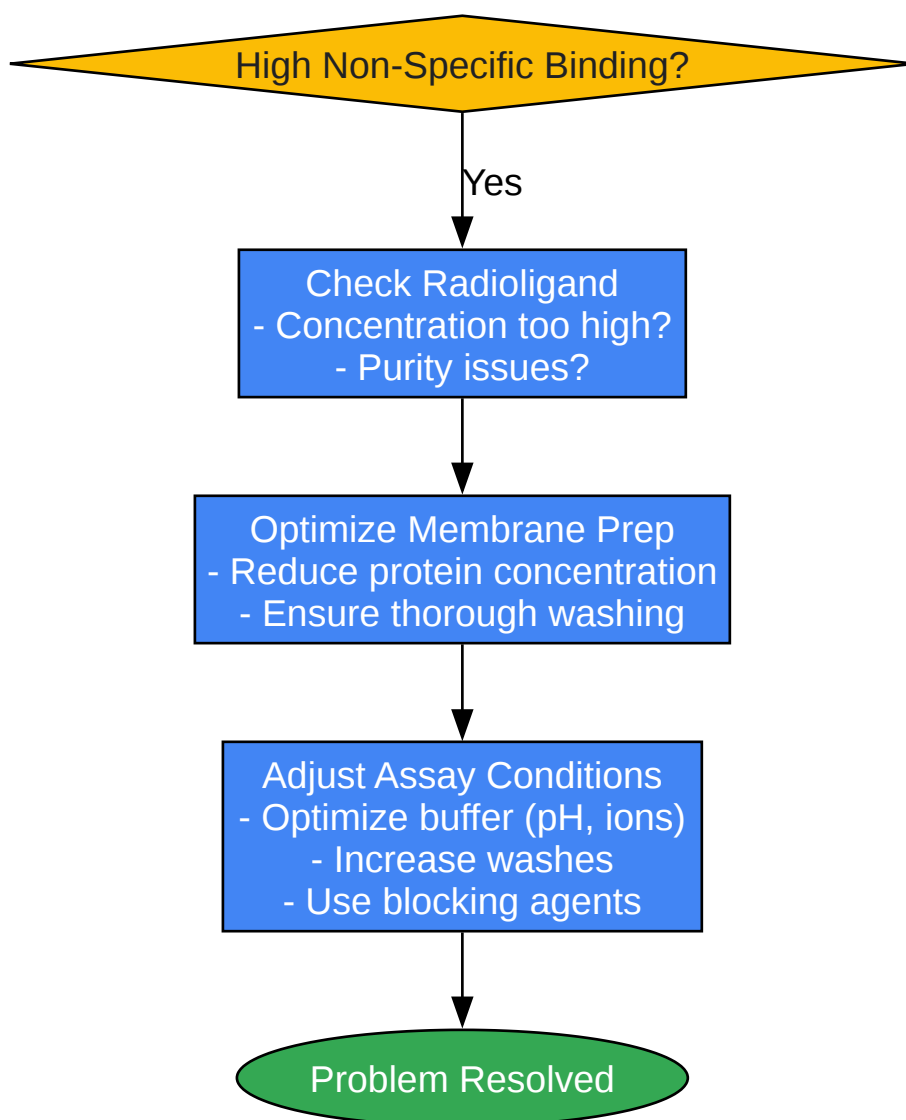 High Non-Specific Binding?
Yes
Check Radioligand
- Concentration too high?
- Purity issues?
Optimize Membrane Prep
- Reduce protein concentration
- Ensure thorough washing
Adjust Assay Conditions
- Optimize buffer (pH, ions)
- Increase washes
- Use blocking agents
Problem Resolved